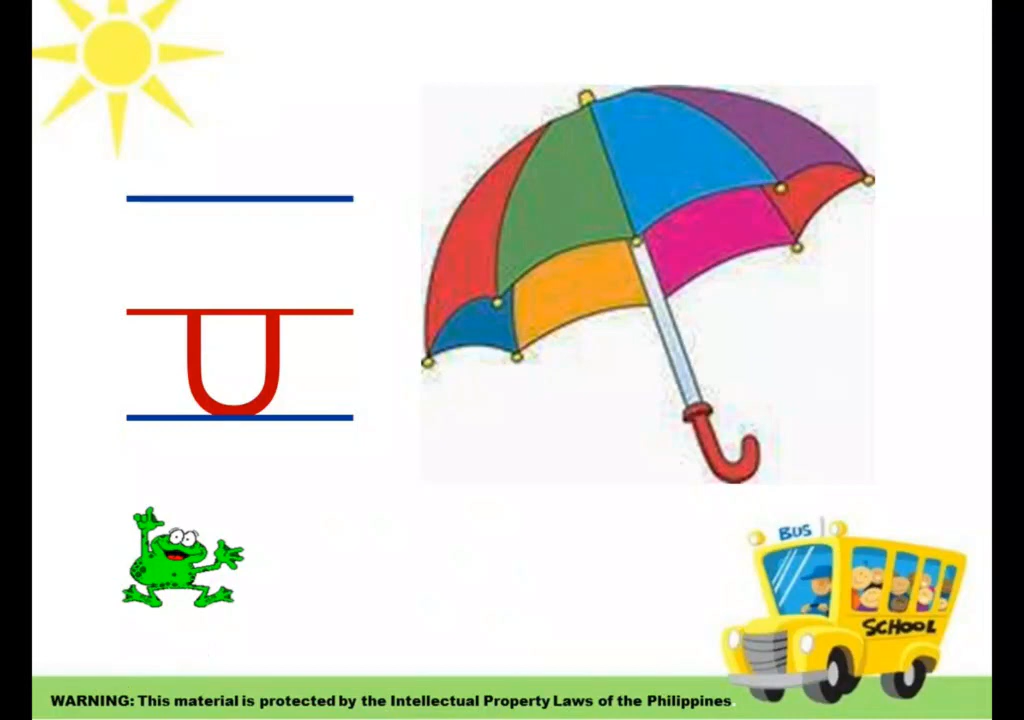 u
BUS
SCHOOL
WARNING: This material is protected by the Intellectual Property Laws of the Philippines.